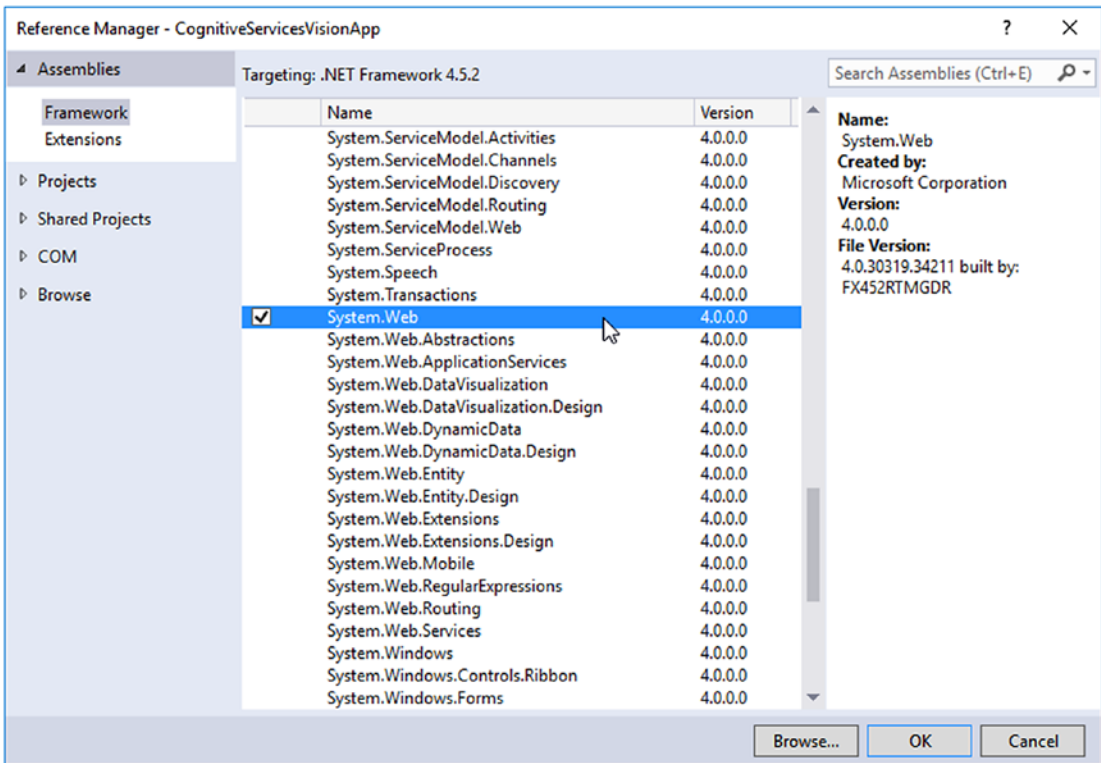 Reference Manager - CognitiveServicesVisionApp
?
Assemblies
Framework
Extensions
Projects
Shared Projects
COM
Browse
Targeting: .NET Framework 4.5.2
Search Assemblies (Ctrl+E)
Name Version
System.ServiceModel.Activities 4.0.0.0
System.ServiceModel.Channels 4.0.0.0
System.ServiceModel.Discovery 4.0.0.0
System.ServiceModel.Routing 4.0.0.0
System.ServiceModel.Web 4.0.0.0
System.ServiceProcess 4.0.0.0
System.Speech 4.0.0.0
System.Transactions 4.0.0.0
System.Web 4.0.0.0
System.Web.Abstractions 4.0.0.0
System.Web.ApplicationServices 4.0.0.0
System.Web.DataVisualization 4.0.0.0
System.Web.DataVisualization.Design 4.0.0.0
System.Web.DynamicData 4.0.0.0
System.Web.DynamicData.Design 4.0.0.0
System.Web.Entity 4.0.0.0
System.Web.Entity.Design 4.0.0.0
System.Web.Extensions 4.0.0.0
System.Web.Extensions.Design 4.0.0.0
System.Web.Mobile 4.0.0.0
System.Web.RegularExpressions 4.0.0.0
System.Web.Routing 4.0.0.0
System.Web.Services 4.0.0.0
System.Windows 4.0.0.0
System.Windows.Controls.Ribbon 4.0.0.0
System.Windows.Forms 4.0.0.0
Name:
System.Web
Created by:
Microsoft Corporation
Version:
4.0.0.0
File Version:
4.0.30319.34211 built by:
FX452RTMGDR
Browse... OK Cancel